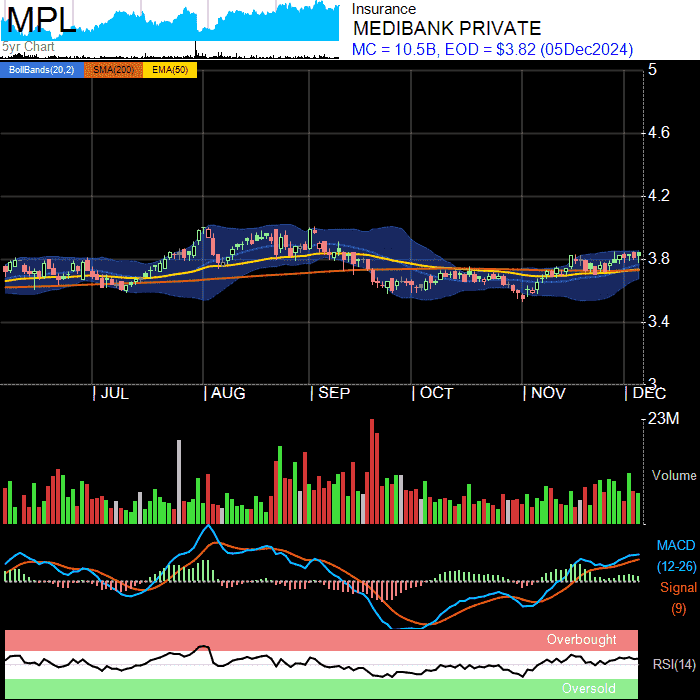 MPL
5yr Chart
Insurance
MEDIBANK PRIVATE
MC = 10.5B, EOD = $3.82 (05Dec2024)
BollBands(20,2) SMA(200) EMA(50)
5
4.6
4.2
3.8
3.4
3
JUL AUG SEP OCT NOV DEC
23M
Volume
MACD
(12-26)
Signal
(9)
Overbought
RSI(14)
Oversold